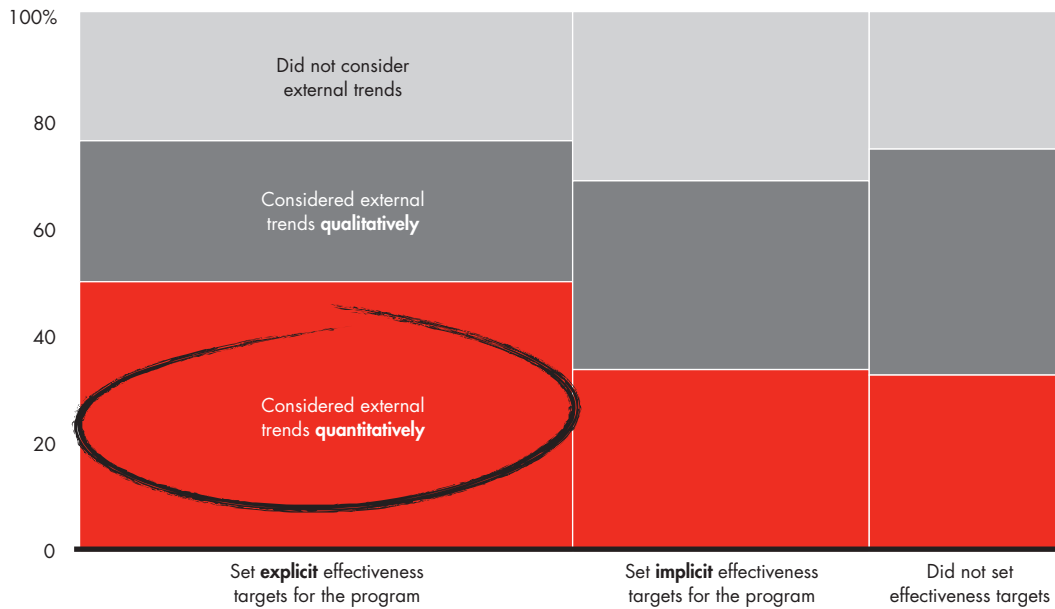 100%
80
60
40
20
0
Did not consider
external trends
Considered external
trends qualitatively
Considered external
trends quantitatively
Set explicit effectiveness
targets for the program
Set implicit effectiveness
targets for the program
Did not set
effectiveness targets